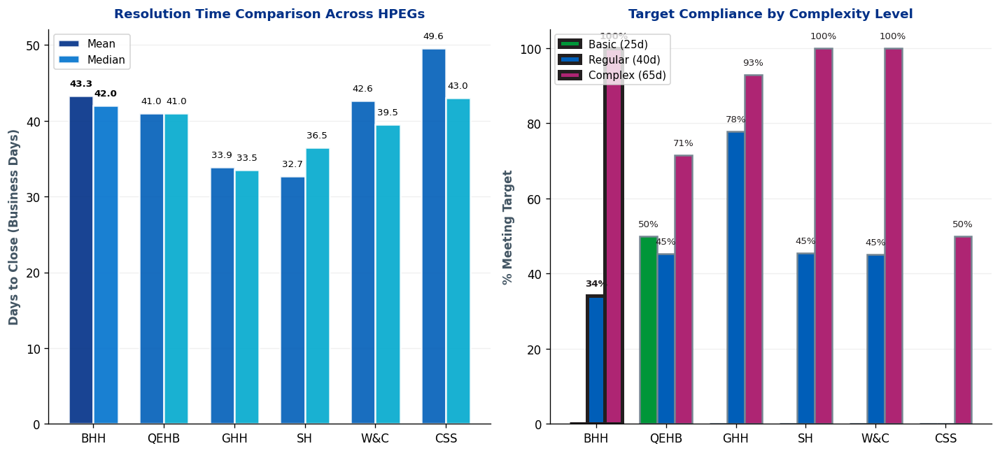 Resolution Time Comparison Across HPEGs
Days to Close (Business Days)
50
40
30
20
10
0
Mean
Median
43.3
42.0
41.0
41.0
33.9
33.5
32.7
36.5
42.6
39.5
49.6
43.0
BHH
QEHB
GHH
SH
W&C
CSS
Target Compliance by Complexity Level
% Meeting Target
100
80
60
40
20
0
Basic (25d)
Regular (40d)
Complex (65d)
34%
100%
50%
45%
71%
78%
93%
45%
100%
45%
100%
50%
BHH
QEHB
GHH
SH
W&C
CSS